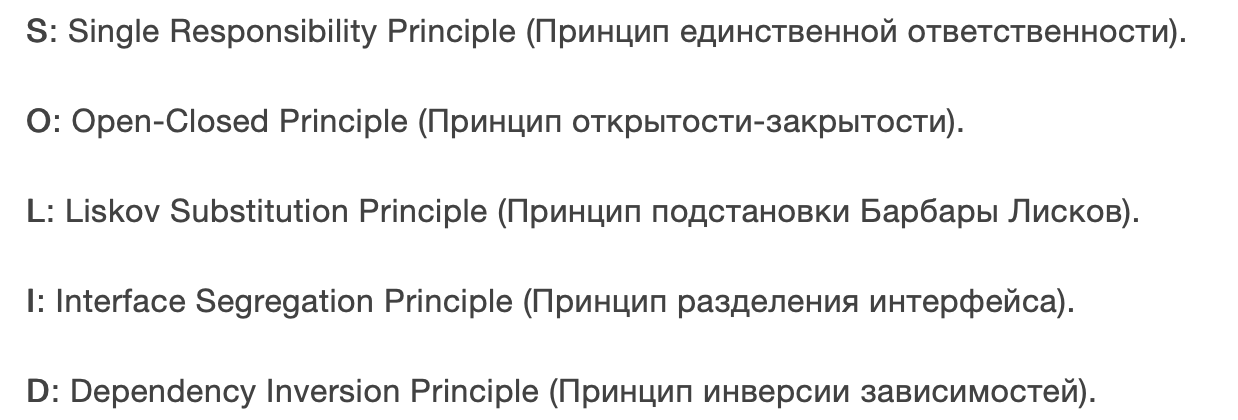 S: Single Responsibility Principle (Принцип единственной ответственности).
O: Open-Closed Principle (Принцип открытости-закрытости).
L: Liskov Substitution Principle (Принцип подстановки Барбары Лисков).
I: Interface Segregation Principle (Принцип разделения интерфейса).
D: Dependency Inversion Principle (Принцип инверсии зависимостей).